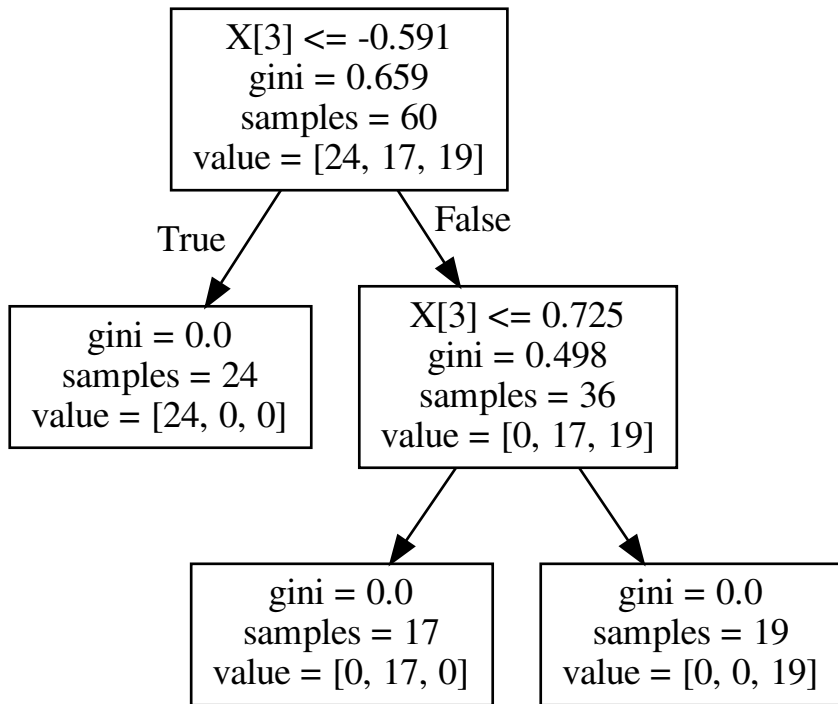 X[3] <= -0.591
gini = 0.659
samples = 60
value = [24, 17, 19]
True
False
gini = 0.0
samples = 24
value = [24, 0, 0]
X[3] <= 0.725
gini = 0.498
samples = 36
value = [0, 17, 19]
gini = 0.0
samples = 17
value = [0, 17, 0]
gini = 0.0
samples = 19
value = [0, 0, 19]